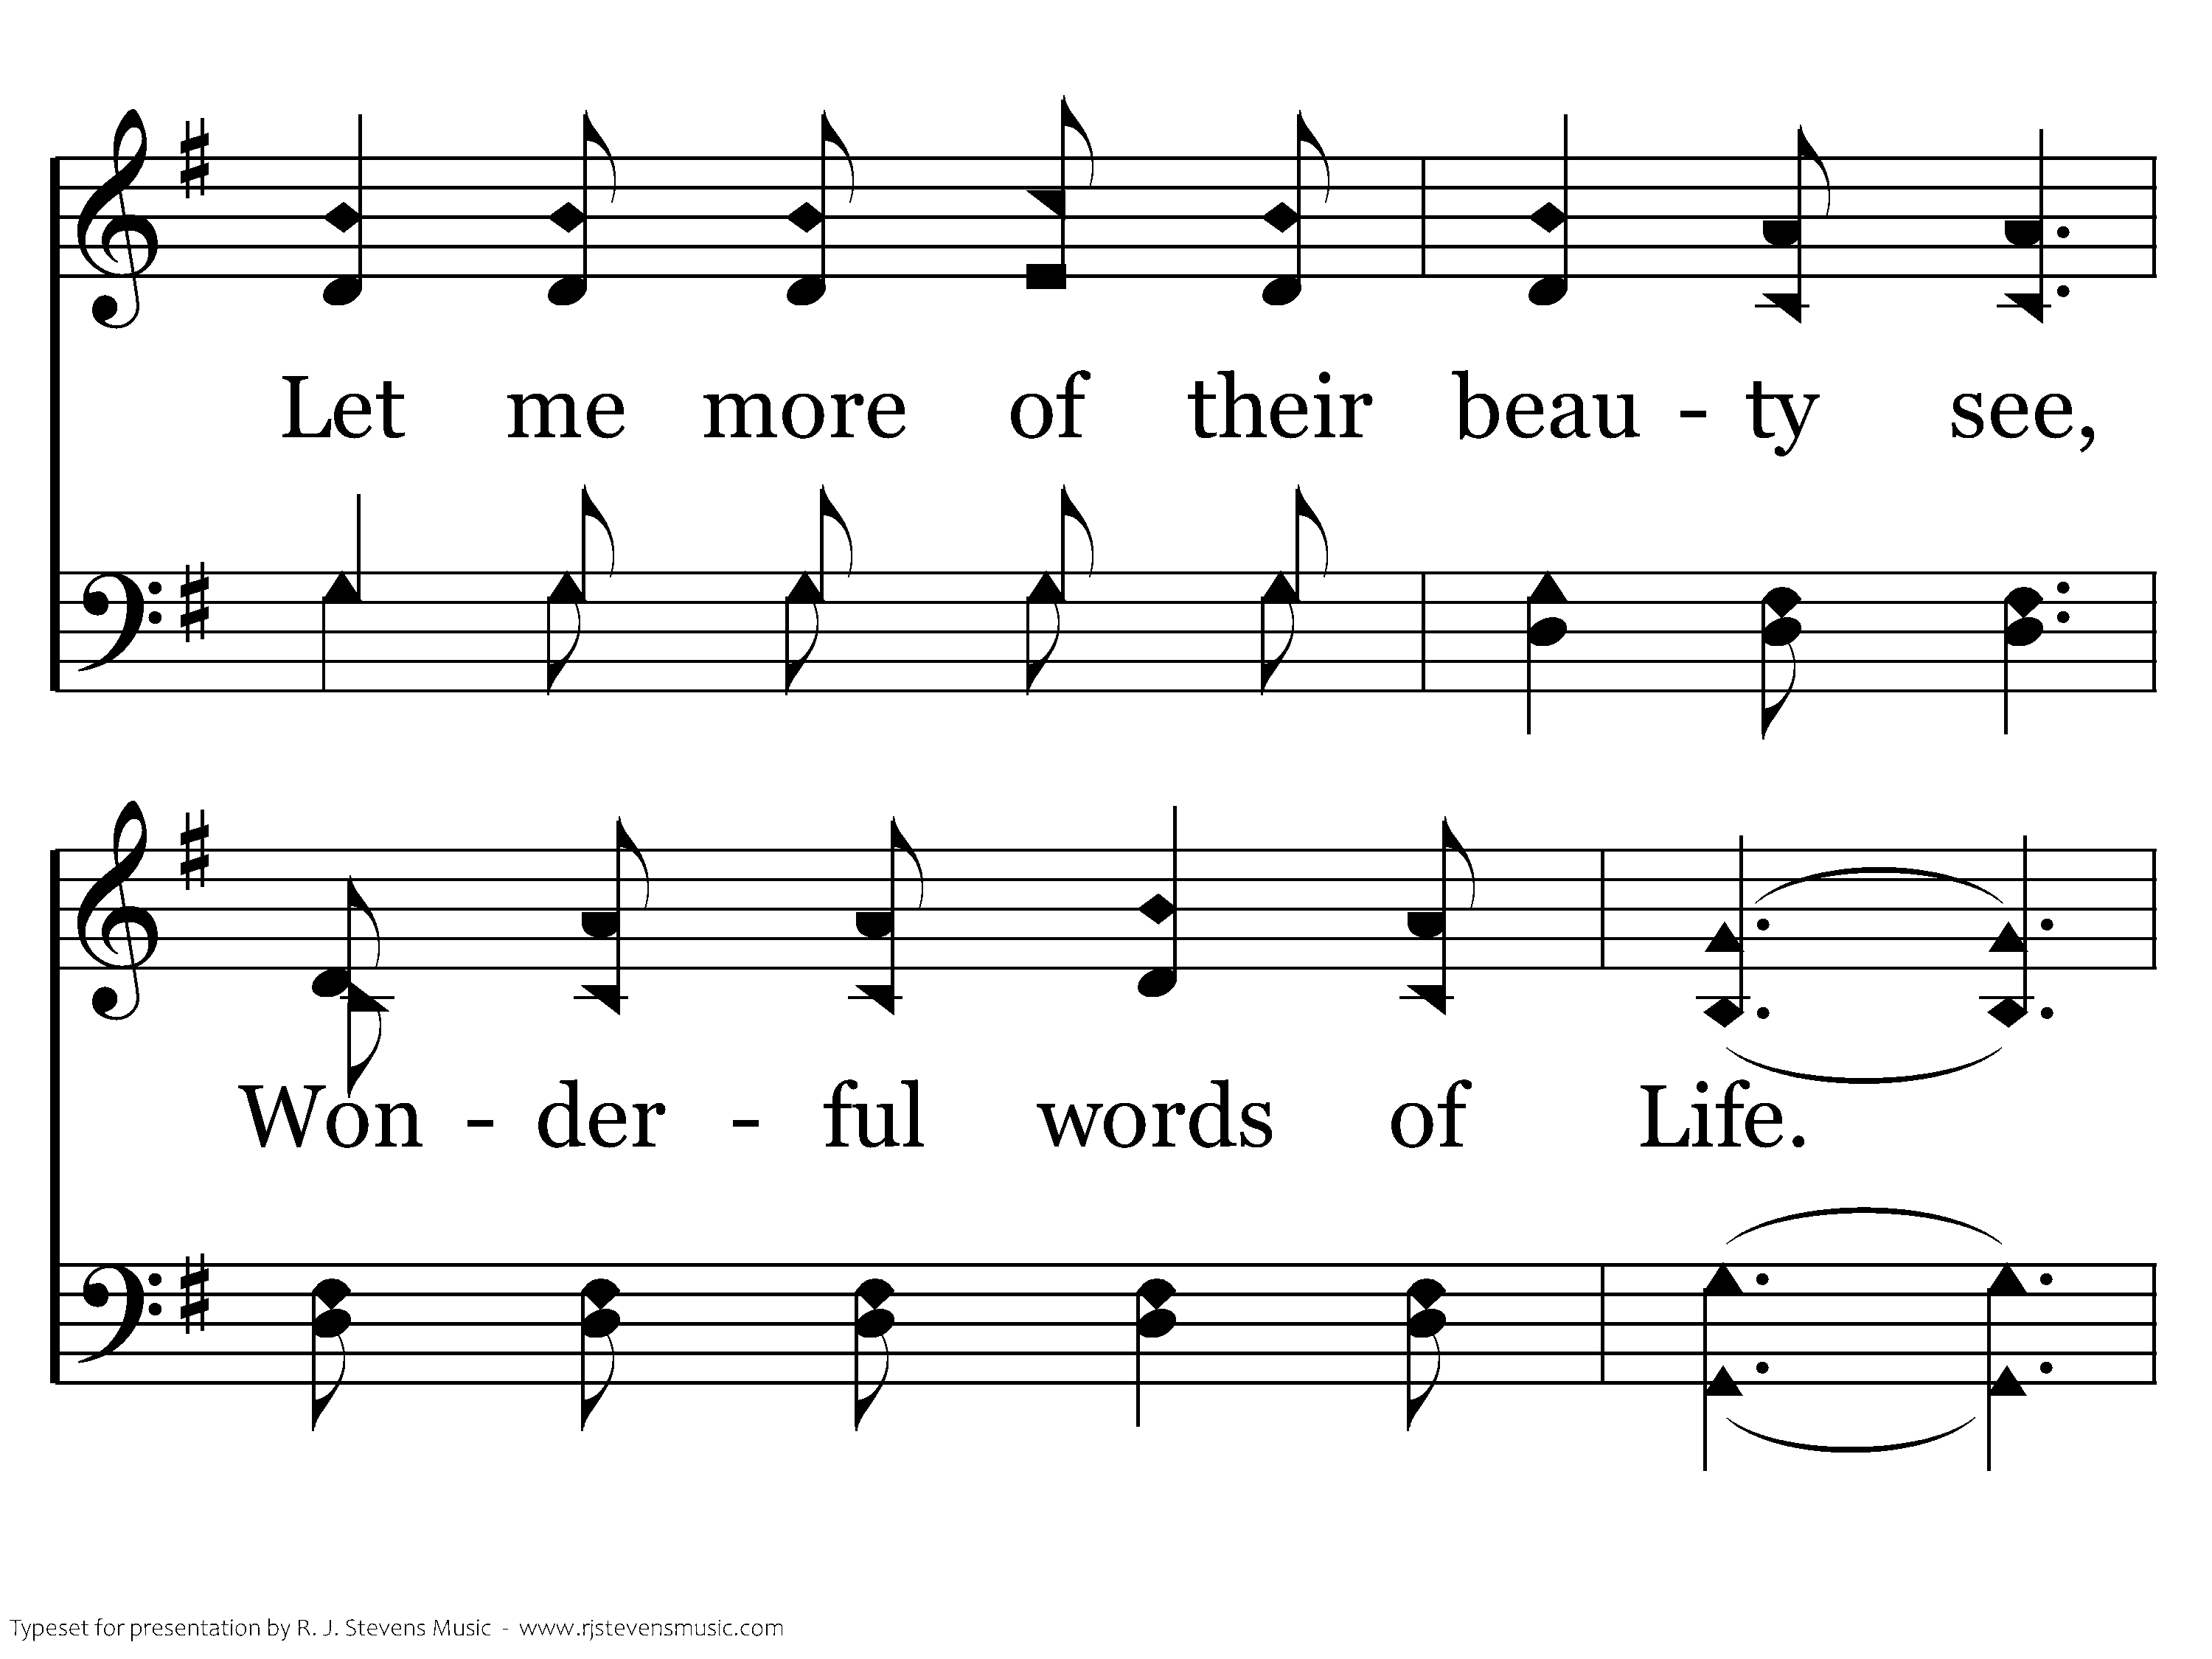 Let me more of their beau - ty see,
Won - der - ful words of Life.
Typeset for presentation by R. J. Stevens Music - www.rjstevensmusic.com